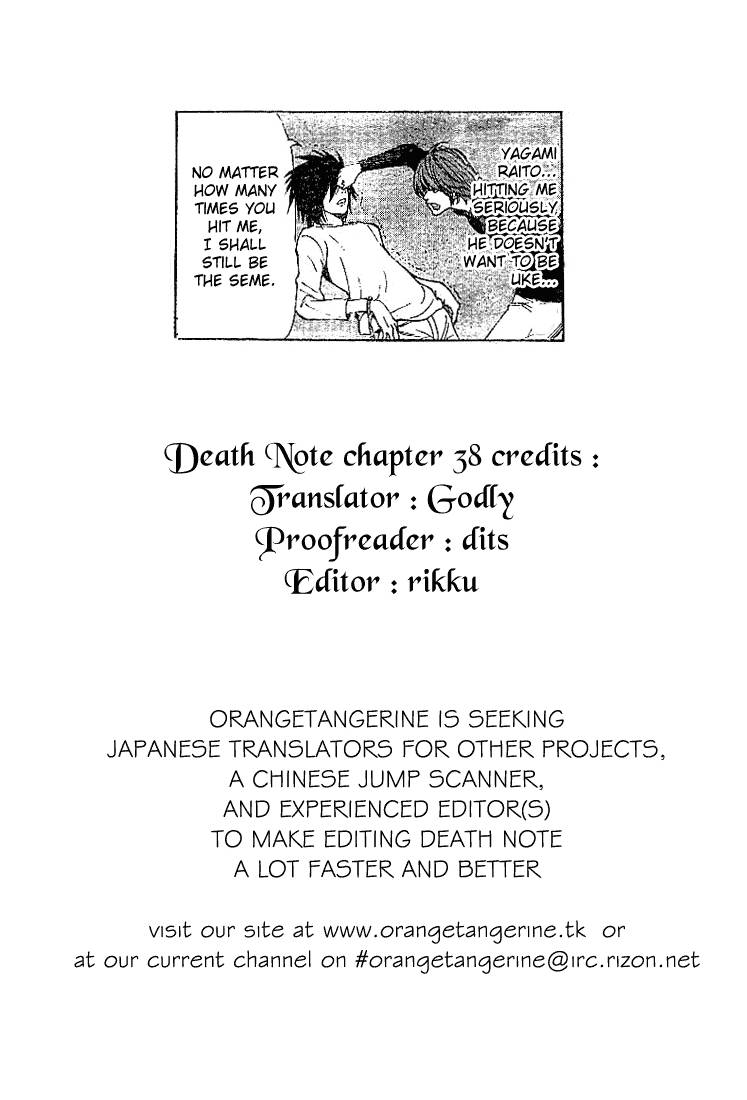 NO MATTER
HOW MANY
TIMES YOU
HIT ME,
I SHALL
STILL BE
THE SEME.
YAGAMI
RAITO...
HITTING ME
SERIOUSLY
BECAUSE
HE DOESN'T
WANT TO BE
UKE...
Death Note chapter 38 credits :
Translator : Godly
Proofreader : dits
Editor : rikku
ORANGETANGERINE IS SEEKING
JAPANESE TRANSLATORS FOR OTHER PROJECTS,
A CHINESE JUMP SCANNER,
AND EXPERIENCED EDITOR(S)
TO MAKE EDITING DEATH NOTE
A LOT FASTER AND BETTER
visit our site at www.orangetangerine.tk or
at our current channel on #orangetangerine@irc.rizon.net